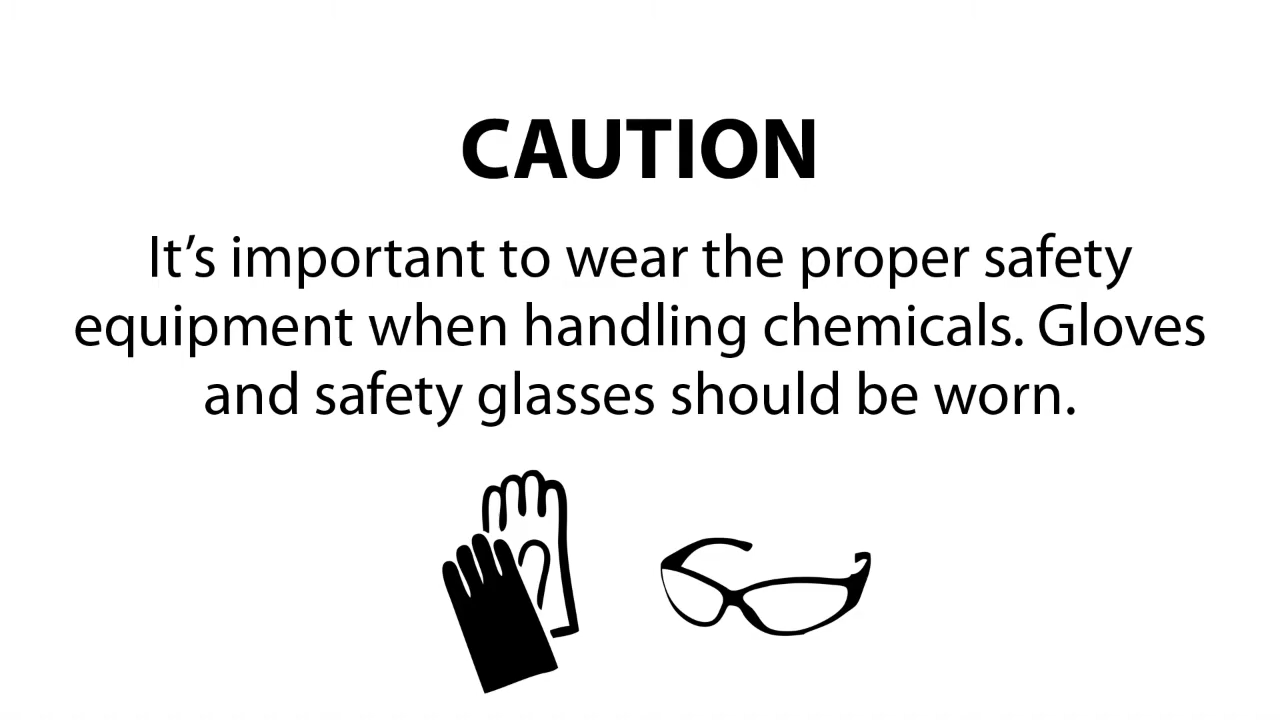 CAUTION
It’s important to wear the proper safety
equipment when handling chemicals. Gloves
and safety glasses should be worn.